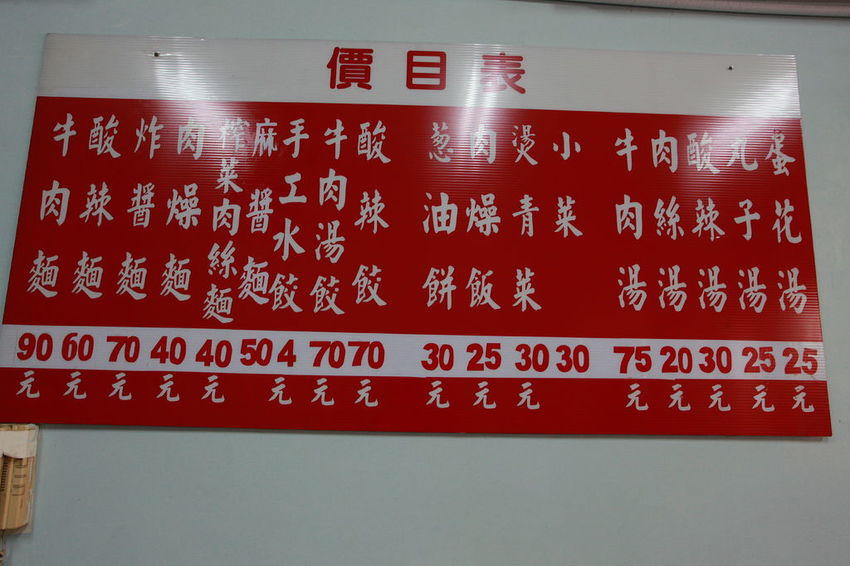 價目表
牛肉麵
酸辣麵
炸醬麵
肉燥麵
榨菜肉絲麵
麻醬麵
手工水餃
牛肉湯餃
酸辣餃
葱油餅
肉燥飯
燙青菜
小菜
牛肉湯
肉絲湯
酸辣湯
丸子湯
蛋花湯
90 60 70 40 40 50 4 70 70 30 25 30 30 75 20 30 25 25
元 元 元 元 元 元 元 元 元 元 元 元 元 元 元 元